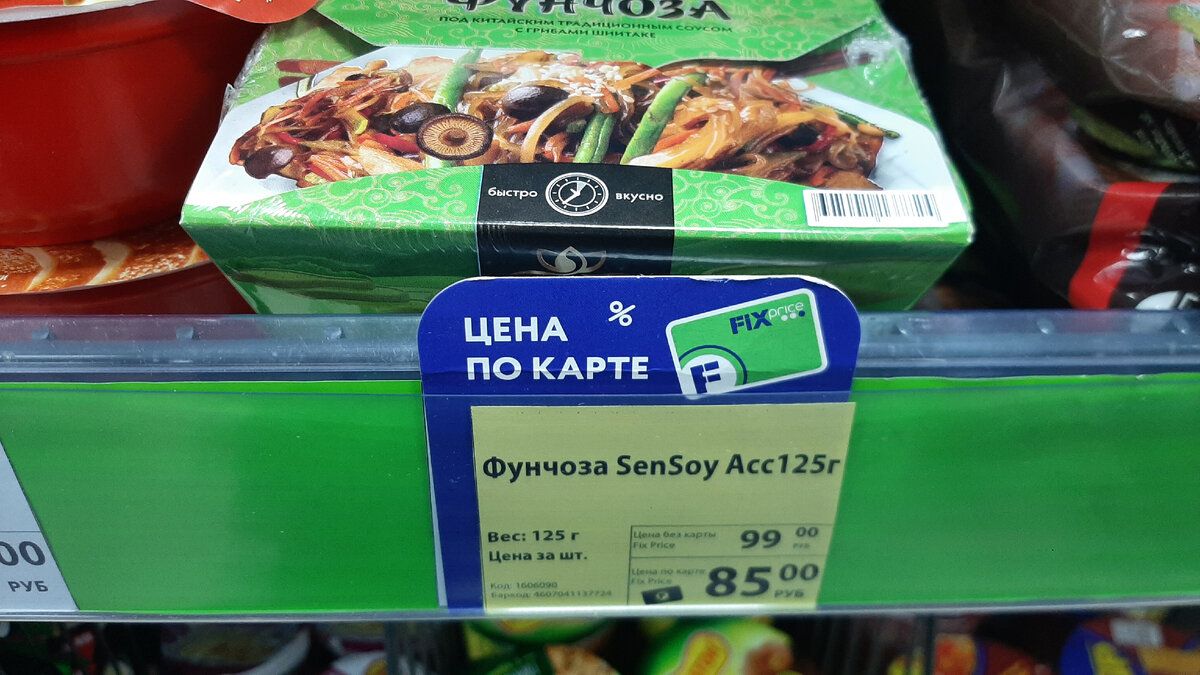 ФУНЧОЗА
ПОД КИТАЙСКИМ ТРАДИЦИОННЫМ СОУСОМ
С ГРИБАМИ ШИИТАКЕ
быстро
вкусно
ЦЕНА %
ПО КАРТЕ
FIXprice
F
Фунчоза SenSoy Асс125г
Вес: 125 г
Цена за шт.
Код: 1606090
Баркод: 4607041137724
Цена без карты
Fix Price
99 00
РУБ
Цена по карте
Fix Price
85 00
РУБ
00
РУБ